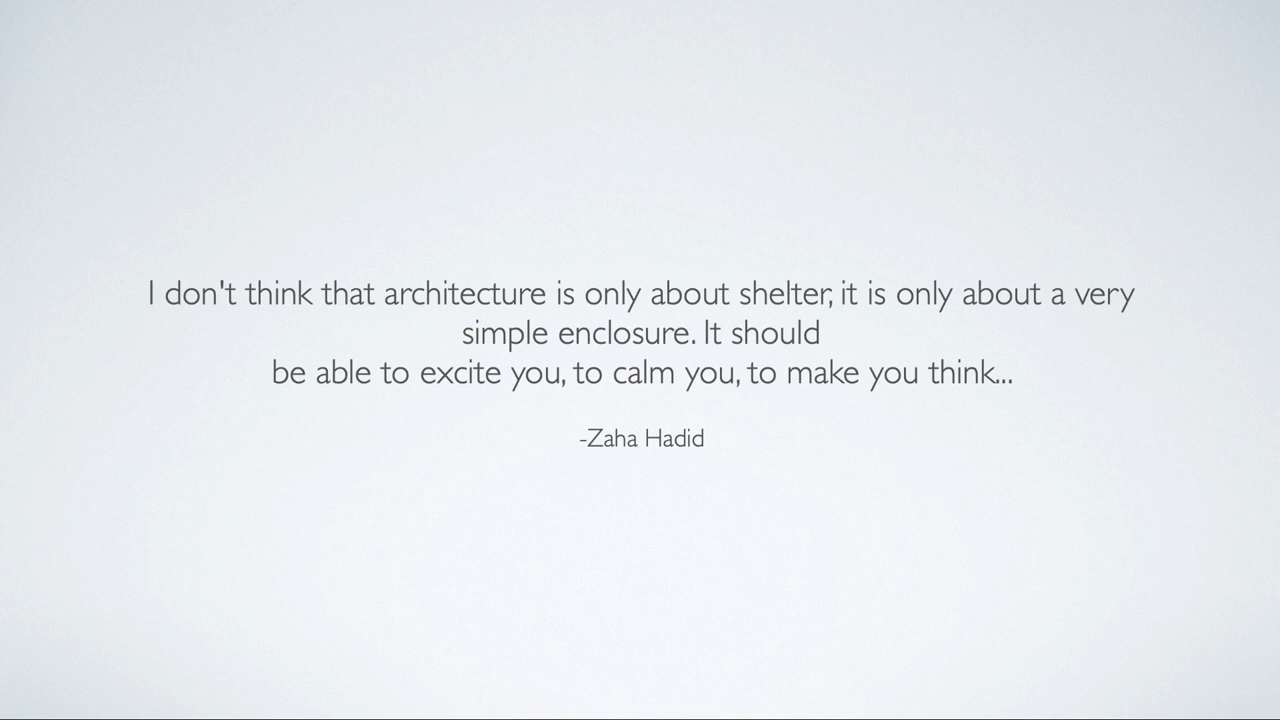 I don't think that architecture is only about shelter, it is only about a very
simple enclosure. It should
be able to excite you, to calm you, to make you think...
-Zaha Hadid